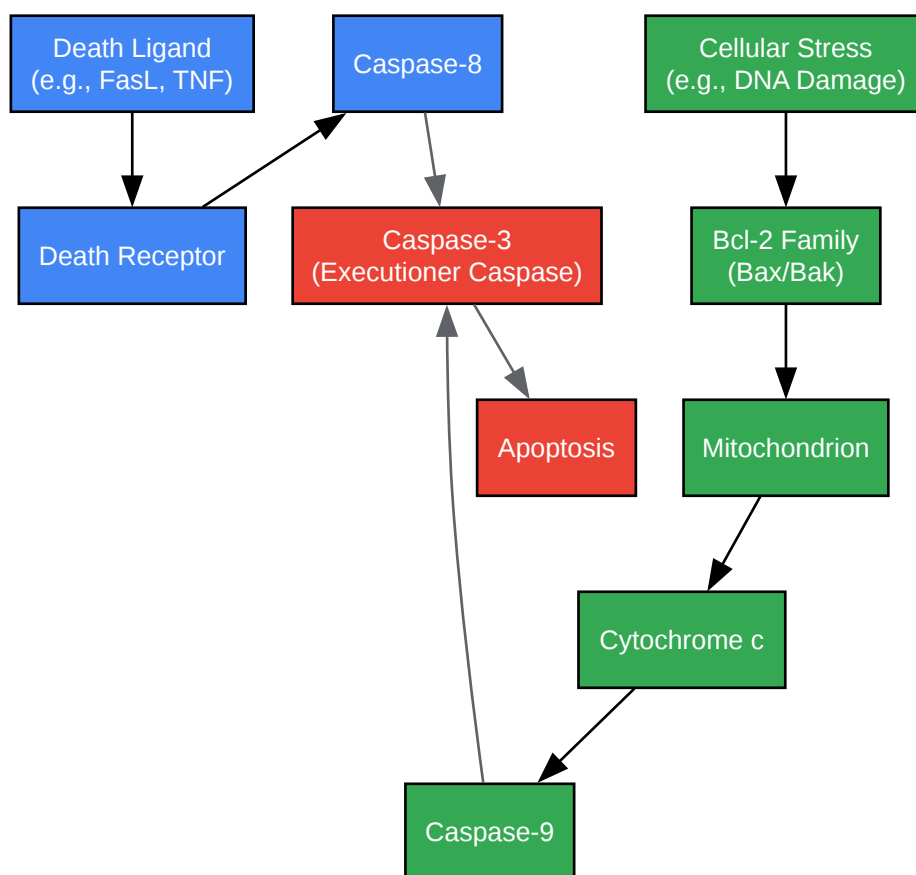 Death Ligand
(e.g., FasL, TNF)
Caspase-8
Cellular Stress
(e.g., DNA Damage)
Death Receptor
Caspase-3
(Executioner Caspase)
Bcl-2 Family
(Bax/Bak)
Apoptosis
Mitochondrion
Cytochrome c
Caspase-9